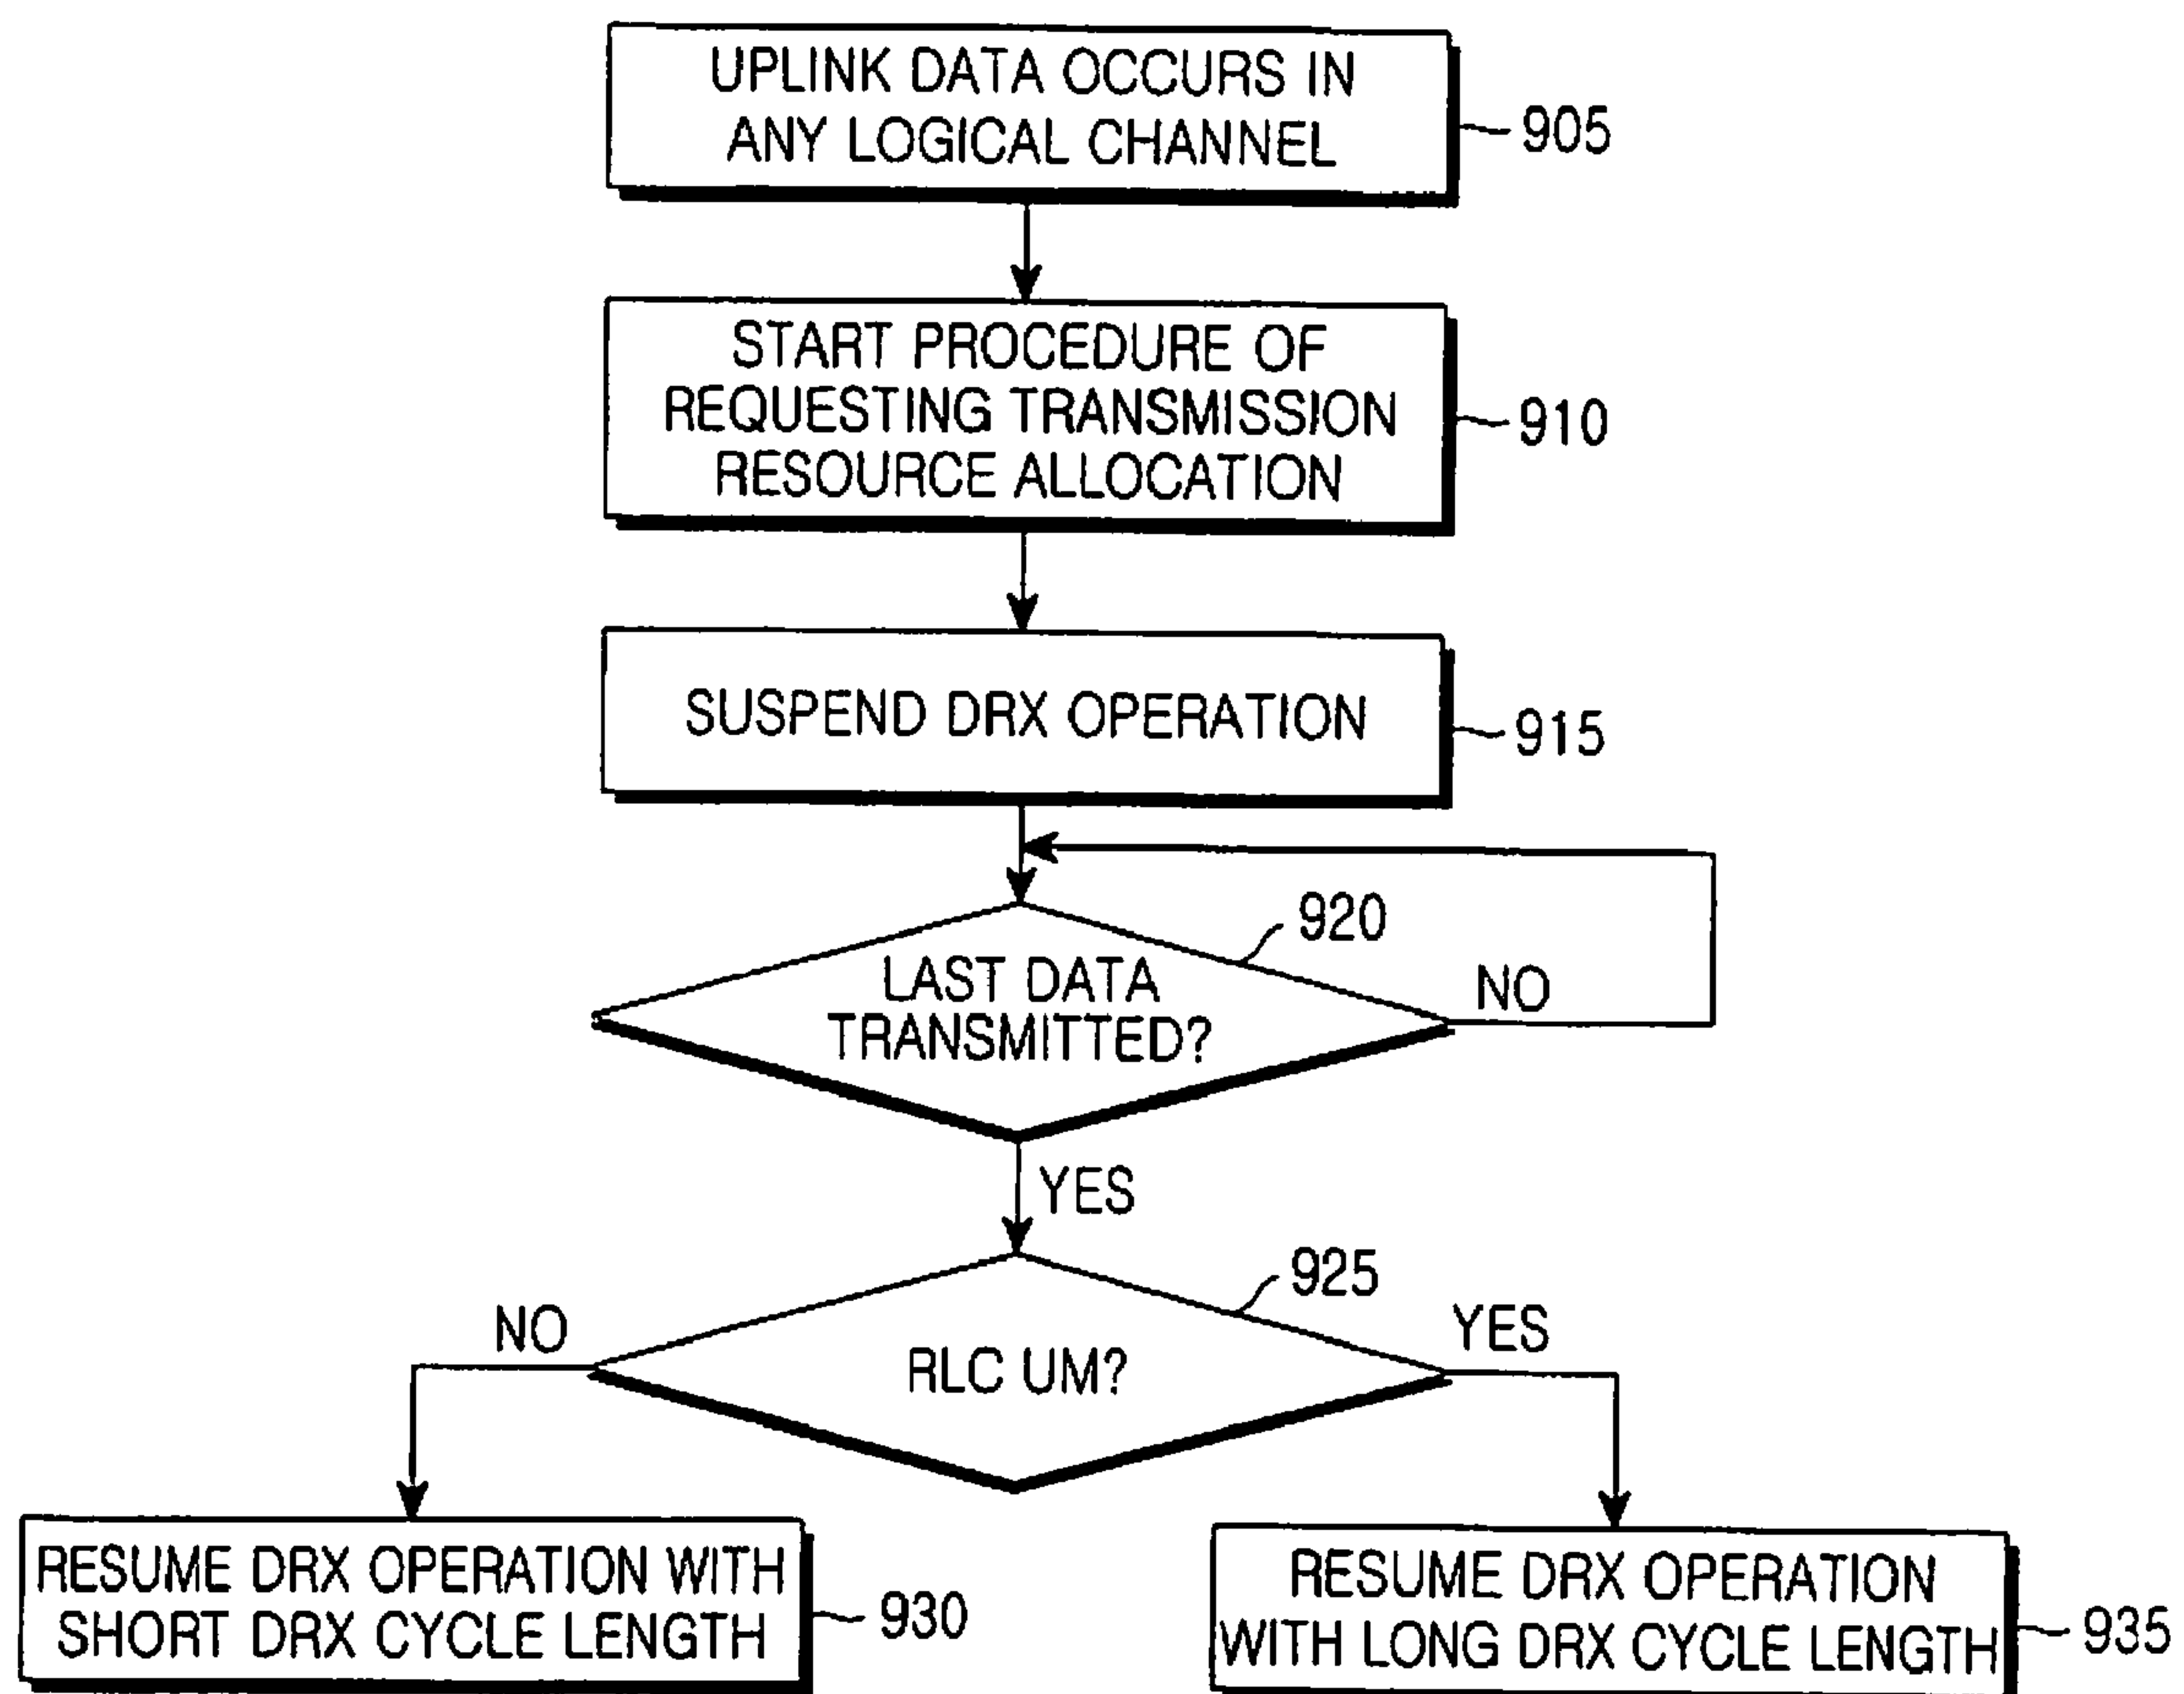 UPLINK DATA OCCURS IN
ANY LOGICAL CHANNEL
905
START PROCEDURE OF
REQUESTING TRANSMISSION
RESOURCE ALLOCATION
910
SUSPEND DRX OPERATION
915
920
LAST DATA
TRANSMITTED?
NO
YES
925
NO
RLC UM?
YES
RESUME DRX OPERATION WITH
SHORT DRX CYCLE LENGTH
930
RESUME DRX OPERATION
WITH LONG DRX CYCLE LENGTH
935